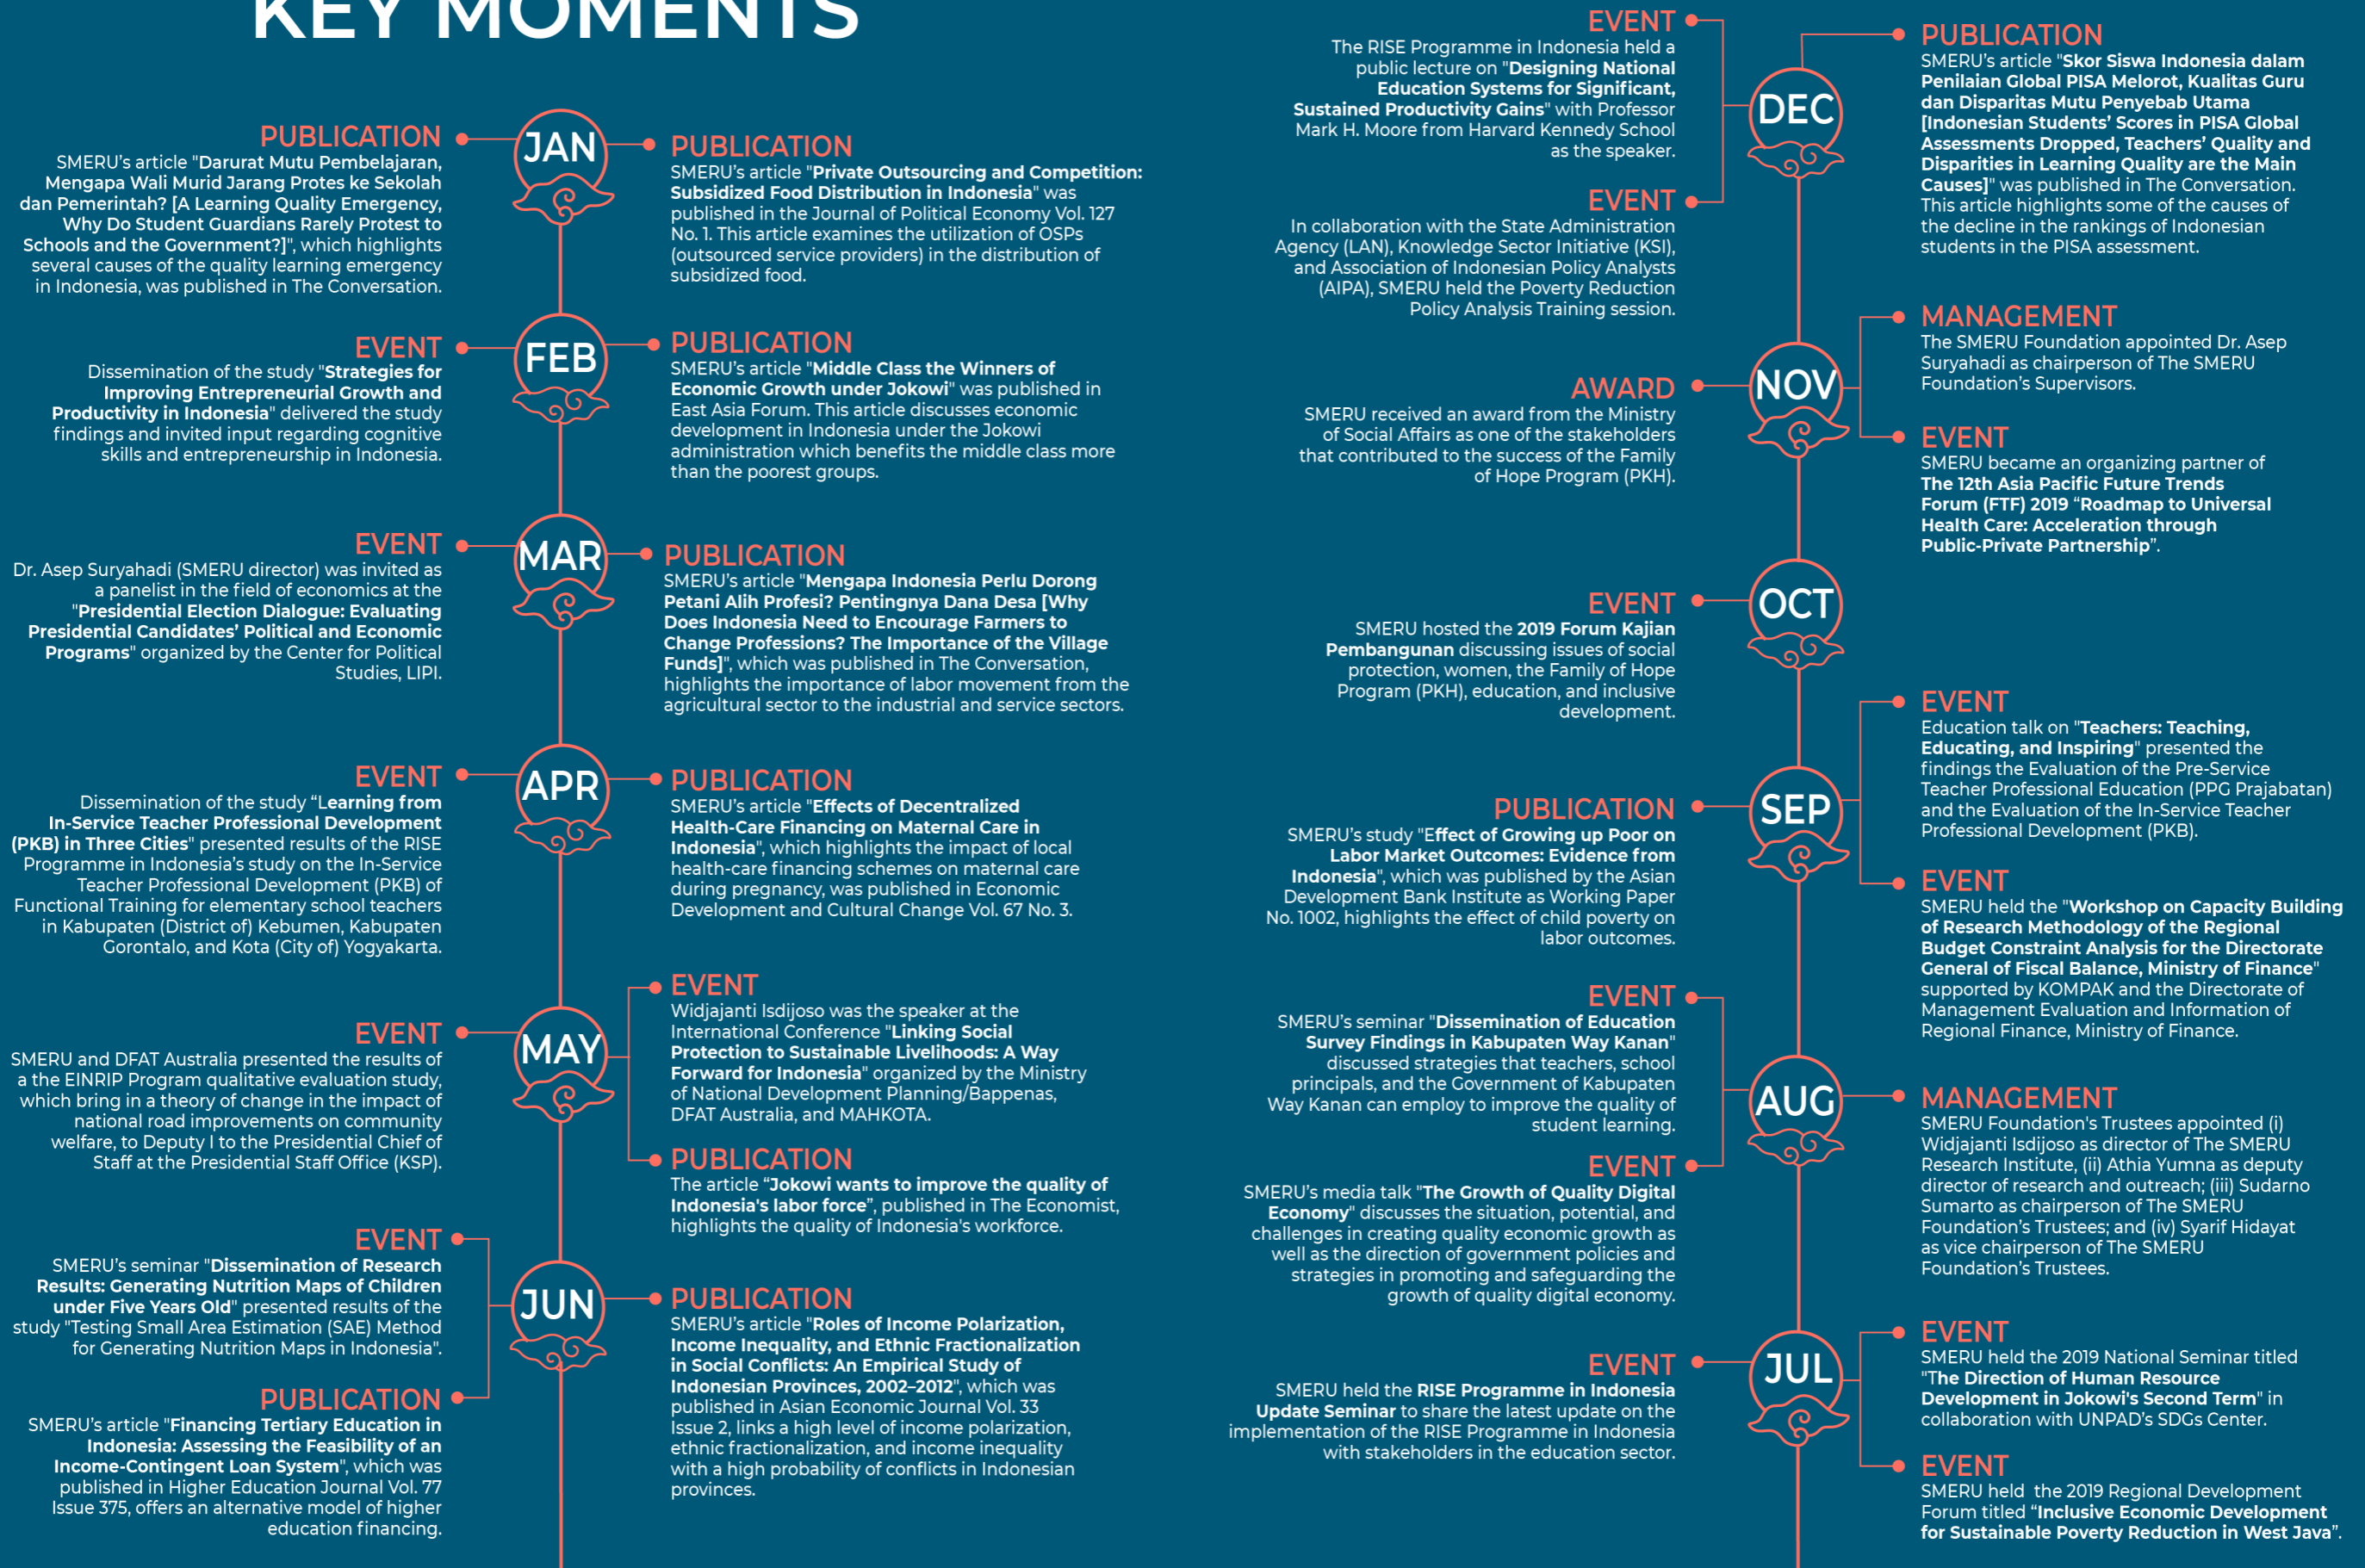 KEY MOMENTS
JAN
PUBLICATION
SMERU's article "Darurat Mutu Pembelajaran,
Mengapa Wali Murid Jarang Protes ke Sekolah
dan Pemerintah? [A Learning Quality Emergency,
Why Do Student Guardians Rarely Protest to
Schools and the Government?]", which highlights
several causes of the quality learning emergency
in Indonesia, was published in The Conversation.
PUBLICATION
SMERU's article "Private Outsourcing and Competition:
Subsidized Food Distribution in Indonesia" was
published in the Journal of Political Economy Vol. 127
No. 1. This article examines the utilization of OSPs
(outsourced service providers) in the distribution of
subsidized food.
FEB
EVENT
Dissemination of the study "Strategies for
Improving Entrepreneurial Growth and
Productivity in Indonesia" delivered the study
findings and invited input regarding cognitive
skills and entrepreneurship in Indonesia.
PUBLICATION
SMERU's article "Middle Class the Winners of
Economic Growth under Jokowi" was published in
East Asia Forum. This article discusses economic
development in Indonesia under the Jokowi
administration which benefits the middle class more
than the poorest groups.
MAR
EVENT
Dr. Asep Suryahadi (SMERU director) was invited as
a panelist in the field of economics at the
"Presidential Election Dialogue: Evaluating
Presidential Candidates' Political and Economic
Programs" organized by the Center for Political
Studies, LIPI.
PUBLICATION
SMERU's article "Mengapa Indonesia Perlu Dorong
Petani Alih Profesi? Pentingnya Dana Desa [Why
Does Indonesia Need to Encourage Farmers to
Change Professions? The Importance of the Village
Funds]", which was published in The Conversation,
highlights the importance of labor movement from the
agricultural sector to the industrial and service sectors.
APR
EVENT
Dissemination of the study “Learning from
In-Service Teacher Professional Development
(PKB) in Three Cities" presented results of the RISE
Programme in Indonesia's study on the In-Service
Teacher Professional Development (PKB) of
Functional Training for elementary school teachers
in Kabupaten (District of) Kebumen, Kabupaten
Gorontalo, and Kota (City of) Yogyakarta.
PUBLICATION
SMERU's article "Effects of Decentralized
Health-Care Financing on Maternal Care in
Indonesia", which highlights the impact of local
health-care financing schemes on maternal care
during pregnancy, was published in Economic
Development and Cultural Change Vol. 67 No. 3.
MAY
EVENT
SMERU and DFAT Australia presented the results of
a the EINRIP Program qualitative evaluation study,
which bring in a theory of change in the impact of
national road improvements on community
welfare, to Deputy I to the Presidential Chief of
Staff at the Presidential Staff Office (KSP).
EVENT
Widjajanti Isdijoso was the speaker at the
International Conference "Linking Social
Protection to Sustainable Livelihoods: A Way
Forward for Indonesia" organized by the Ministry
of National Development Planning/Bappenas,
DFAT Australia, and MAHKOTA.
PUBLICATION
The article “Jokowi wants to improve the quality of
Indonesia's labor force”, published in The Economist,
highlights the quality of Indonesia's workforce.
JUN
EVENT
SMERU's seminar "Dissemination of Research
Results: Generating Nutrition Maps of Children
under Five Years Old" presented results of the
study "Testing Small Area Estimation (SAE) Method
for Generating Nutrition Maps in Indonesia".
PUBLICATION
SMERU's article "Financing Tertiary Education in
Indonesia: Assessing the Feasibility of an
Income-Contingent Loan System", which was
published in Higher Education Journal Vol. 77
Issue 375, offers an alternative model of higher
education financing.
PUBLICATION
SMERU's article "Roles of Income Polarization,
Income Inequality, and Ethnic Fractionalization
in Social Conflicts: An Empirical Study of
Indonesian Provinces, 2002–2012", which was
published in Asian Economic Journal Vol. 33
Issue 2, links a high level of income polarization,
ethnic fractionalization, and income inequality
with a high probability of conflicts in Indonesian
provinces.
DEC
EVENT
The RISE Programme in Indonesia held a
public lecture on "Designing National
Education Systems for Significant,
Sustained Productivity Gains" with Professor
Mark H. Moore from Harvard Kennedy School
as the speaker.
EVENT
In collaboration with the State Administration
Agency (LAN), Knowledge Sector Initiative (KSI),
and Association of Indonesian Policy Analysts
(AIPA), SMERU held the Poverty Reduction
Policy Analysis Training session.
PUBLICATION
SMERU's article "Skor Siswa Indonesia dalam
Penilaian Global PISA Melorot, Kualitas Guru
dan Disparitas Mutu Penyebab Utama
[Indonesian Students' Scores in PISA Global
Assessments Dropped, Teachers' Quality and
Disparities in Learning Quality are the Main
Causes]" was published in The Conversation.
This article highlights some of the causes of
the decline in the rankings of Indonesian
students in the PISA assessment.
NOV
AWARD
SMERU received an award from the Ministry
of Social Affairs as one of the stakeholders
that contributed to the success of the Family
of Hope Program (PKH).
MANAGEMENT
The SMERU Foundation appointed Dr. Asep
Suryahadi as chairperson of The SMERU
Foundation's Supervisors.
EVENT
SMERU became an organizing partner of
The 12th Asia Pacific Future Trends
Forum (FTF) 2019 “Roadmap to Universal
Health Care: Acceleration through
Public-Private Partnership”.
OCT
EVENT
SMERU hosted the 2019 Forum Kajian
Pembangunan discussing issues of social
protection, women, the Family of Hope
Program (PKH), education, and inclusive
development.
SEP
PUBLICATION
SMERU's study "Effect of Growing up Poor on
Labor Market Outcomes: Evidence from
Indonesia", which was published by the Asian
Development Bank Institute as Working Paper
No. 1002, highlights the effect of child poverty on
labor outcomes.
EVENT
Education talk on "Teachers: Teaching,
Educating, and Inspiring" presented the
findings the Evaluation of the Pre-Service
Teacher Professional Education (PPG Prajabatan)
and the Evaluation of the In-Service Teacher
Professional Development (PKB).
EVENT
SMERU held the "Workshop on Capacity Building
of Research Methodology of the Regional
Budget Constraint Analysis for the Directorate
General of Fiscal Balance, Ministry of Finance"
supported by KOMPAK and the Directorate of
Management Evaluation and Information of
Regional Finance, Ministry of Finance.
AUG
EVENT
SMERU's seminar "Dissemination of Education
Survey Findings in Kabupaten Way Kanan"
discussed strategies that teachers, school
principals, and the Government of Kabupaten
Way Kanan can employ to improve the quality of
student learning.
EVENT
SMERU's media talk "The Growth of Quality Digital
Economy" discusses the situation, potential, and
challenges in creating quality economic growth as
well as the direction of government policies and
strategies in promoting and safeguarding the
growth of quality digital economy.
MANAGEMENT
SMERU Foundation's Trustees appointed (i)
Widjajanti Isdijoso as director of The SMERU
Research Institute, (ii) Athia Yumna as deputy
director of research and outreach; (iii) Sudarno
Sumarto as chairperson of The SMERU
Foundation's Trustees; and (iv) Syarif Hidayat
as vice chairperson of The SMERU
Foundation's Trustees.
JUL
EVENT
SMERU held the RISE Programme in Indonesia
Update Seminar to share the latest update on the
implementation of the RISE Programme in Indonesia
with stakeholders in the education sector.
EVENT
SMERU held the 2019 National Seminar titled
"The Direction of Human Resource
Development in Jokowi's Second Term" in
collaboration with UNPAD's SDGs Center.
EVENT
SMERU held the 2019 Regional Development
Forum titled “Inclusive Economic Development
for Sustainable Poverty Reduction in West Java”.